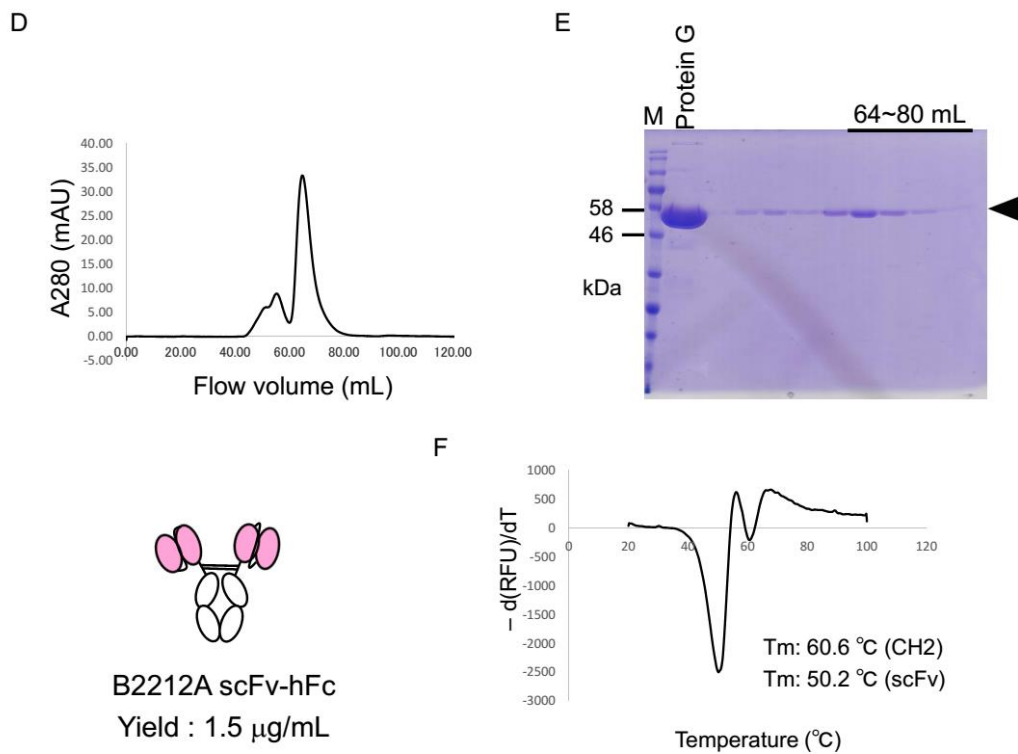 D
40.00
35.00
30.00
25.00
20.00
15.00
10.00
5.00
0.00
-5.00
A280 (mAU)
0.00 20.00 40.00 60.00 80.00 100.00 120.00
Flow volume (mL)
E
M
Protein G
64~80 mL
58
46
kDa
B2212A scFv-hFc
Yield : 1.5 µg/mL
F
1000
500
0
-500
-1000
-1500
-2000
-2500
-3000
– d(RFU)/dT
0 20 40 60 80 100 120
Tm: 60.6 °C (CH2)
Tm: 50.2 °C (scFv)
Temperature (°C)